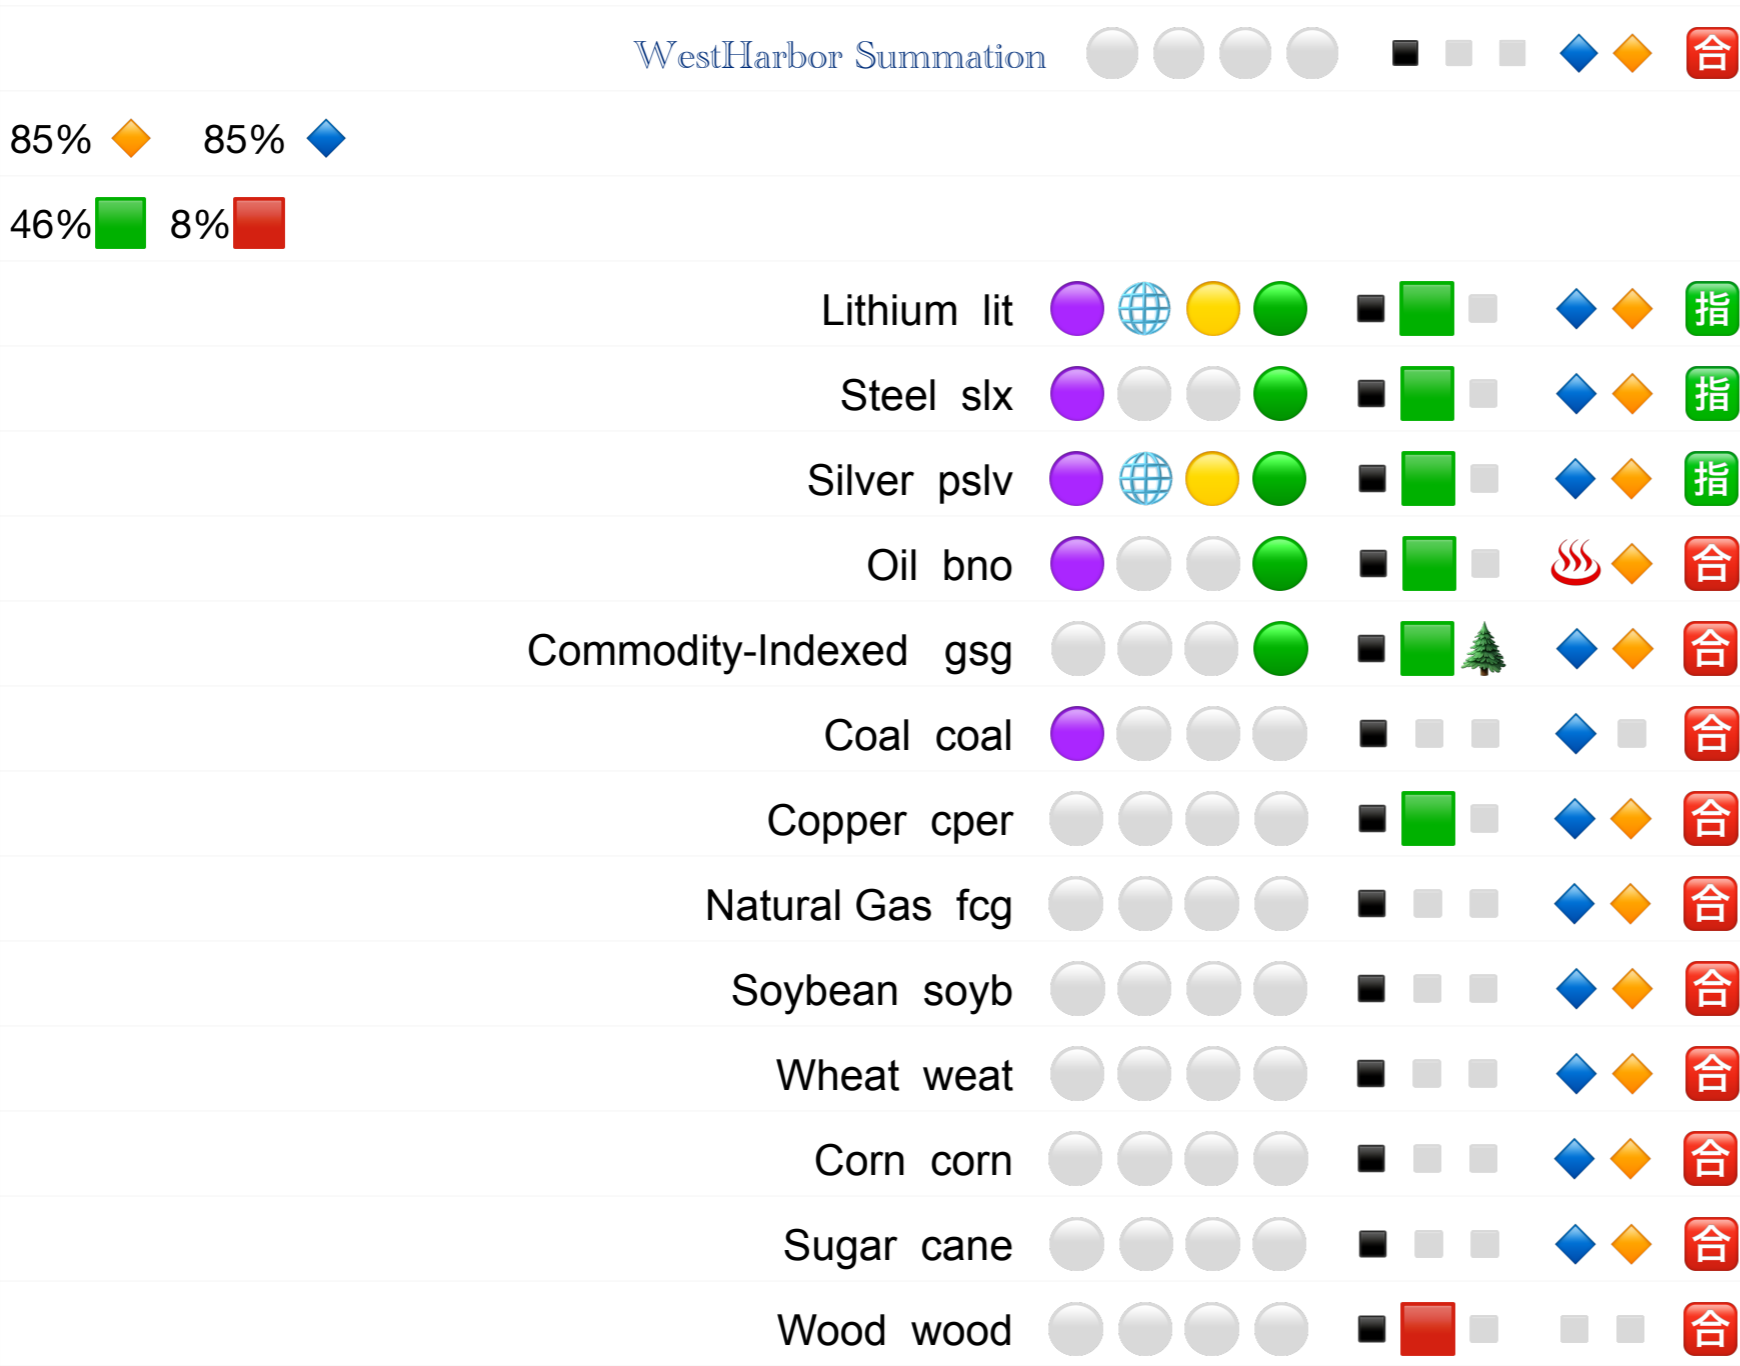 WestHarbor Summation 合
85% 85%
46% 8%
Lithium lit 指
Steel slx 指
Silver pslv 指
Oil bno 合
Commodity-Indexed gsg 合
Coal coal 合
Copper cper 合
Natural Gas fcg 合
Soybean soyb 合
Wheat weat 合
Corn corn 合
Sugar cane 合
Wood wood 合